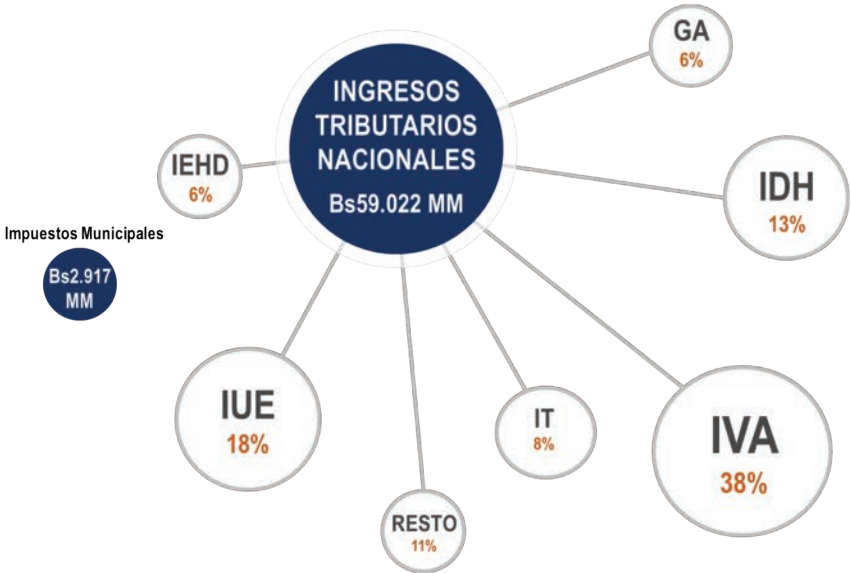 GA
6%
INGRESOS
TRIBUTARIOS
NACIONALES
Bs59.022 MM
IEHD
6%
IDH
13%
Impuestos Municipales
Bs2.917
MM
IUE
18%
IT
8%
IVA
38%
RESTO
11%